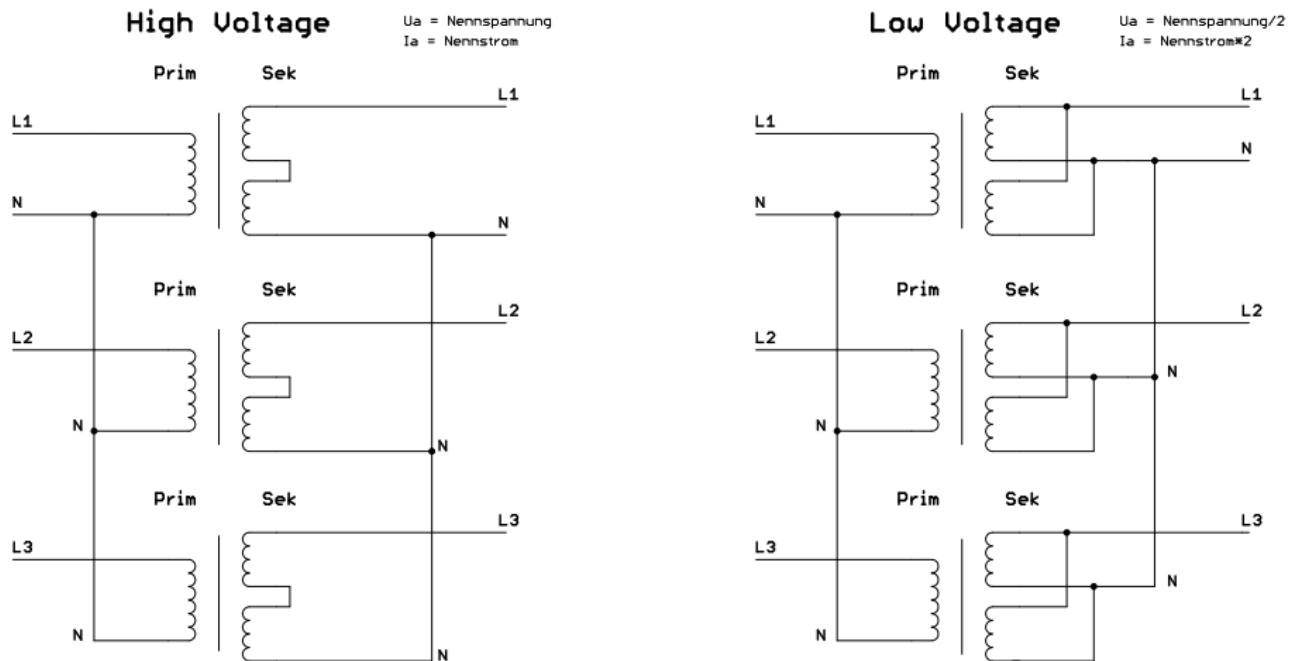 High Voltage
Ua = Nennspannung
Ia = Nennstrom
Prim Sek
L1
L1
N
N
Prim Sek
L2
L2
N
N
Prim Sek
L3
L3
N
N
Low Voltage
Ua = Nennspannung/2
Ia = Nennstrom*2
Prim Sek
L1
L1
N
N
Prim Sek
L2
L2
N
N
Prim Sek
L3
L3
N
N